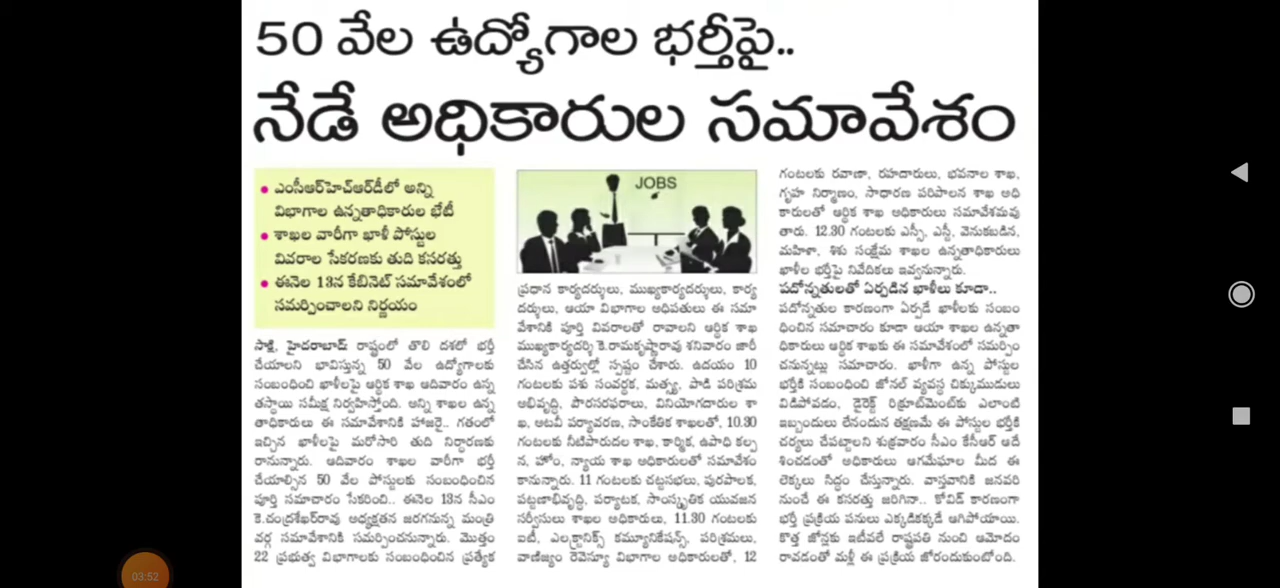 50 వేల ఉద్యోగాల భర్తీపై..
నేడే అధికారుల సమావేశం
• ఎంసీఆర్‌హెచ్‌ఆర్‌డీలో అన్ని
విభాగాల ఉన్నతాధికారుల భేటీ
• శాఖల వారీగా ఖాళీ పోస్టుల
వివరాల సేకరణకు తుది కసరత్తు
• ఈనెల 13న కేబినెట్ సమావేశంలో
సమర్పించాలని నిర్ణయం
సాక్షి, హైదరాబాద్ రాష్ట్రంలో తొలి దశలో భర్తీ
చేయాలని భావిస్తున్న 50 వేల ఉద్యోగాలకు
సంబంధించి ఖాళీలపై ఆర్థిక శాఖ ఆదివారం ఉన్న
తస్థాయి సమీక్ష నిర్వహిస్తోంది. అన్ని శాఖల ఉన్న
తాధికారులు ఈ సమావేశానికి హాజరై.. గతంలో
ఇచ్చిన ఖాళీలపై మరోసారి తుది నిర్ధారణకు
రానున్నారు. ఆదివారం శాఖల వారీగా భర్తీ
చేయాల్సిన 50 వేల పోస్టులకు సంబంధించిన
పూర్తి సమాచారం సేకరించి.. ఈనెల 13న సీఎం
కె.చంద్రశేఖర్‌రావు అధ్యక్షతన జరగనున్న మంత్రి
వర్గ సమావేశానికి సమర్పించనున్నారు. మొత్తం
22 ప్రభుత్వ విభాగాలకు సంబంధించిన ప్రత్యేక
JOBS
ప్రధాన కార్యదర్శులు, ముఖ్యకార్యదర్శులు, కార్య
దర్శులు, ఆయా విభాగాల అధిపతులు ఈ సమా
వేశానికి పూర్తి వివరాలతో రావాలని ఆర్థిక శాఖ
ముఖ్యకార్యదర్శి కె.రామకృష్ణారావు శనివారం జారీ
చేసిన ఉత్తర్వుల్లో స్పష్టం చేశారు. ఉదయం 10
గంటలకు పశు సంవర్ధక, మత్స్య, పాడి పరిశ్రమ
అభివృద్ధి, పౌరసరఫరాలు, వినియోగదారుల శా
ఖ, అటవీ పర్యావరణ, సాంకేతిక శాఖలతో, 10.30
గంటలకు నీటిపారుదల శాఖ, కార్మిక, ఉపాధి కల్ప
న, హోం, న్యాయ శాఖ అధికారులతో సమావేశం
కానున్నారు. 11 గంటలకు చట్టసభలు, పురపాలక,
పట్టణాభివృద్ధి, పర్యాటక, సాంస్కృతిక యువజన
సర్వీసులు శాఖల అధికారులు, 11.30 గంటలకు
ఐటీ, ఎలక్ట్రానిక్స్ కమ్యూనికేషన్స్, పరిశ్రమలు,
వాణిజ్యం రెవెన్యూ విభాగాల అధికారులతో, 12
గంటలకు రవాణా, రహదారులు, భవనాల శాఖ,
గృహ నిర్మాణం, సాధారణ పరిపాలన శాఖ అధి
కారులతో ఆర్థిక శాఖ అధికారులు సమావేశమవు
తారు. 12.30 గంటలకు ఎస్సీ, ఎస్టీ, వెనుకబడిన,
మహిళా, శిశు సంక్షేమ శాఖల ఉన్నతాధికారులు
ఖాళీల భర్తీపై నివేదికలు ఇవ్వనున్నారు.
పదోన్నతులతో ఏర్పడిన ఖాళీలు కూడా..
పదోన్నతుల కారణంగా ఏర్పడే ఖాళీలకు సంబం
ధించిన సమాచారం కూడా ఆయా శాఖల ఉన్నతా
ధికారులు ఆర్థిక శాఖకు ఈ సమావేశంలో సమర్పిం
చనున్నట్లు సమాచారం. ఖాళీగా ఉన్న పోస్టుల
భర్తీకి సంబంధించి జోనల్ వ్యవస్థ చిక్కుముడులు
విడిపోవడం, డైరెక్ట్ రిక్రూట్‌మెంట్‌కు ఎలాంటి
ఇబ్బందులు లేనందున తక్షణమే ఈ పోస్టుల భర్తీకి
చర్యలు చేపట్టాలని శుక్రవారం సీఎం కేసీఆర్ ఆదే
శించడంతో అధికారులు ఆగమేఘాల మీద ఈ
లెక్కలు సిద్ధం చేస్తున్నారు. వాస్తవానికి జనవరి
నుంచే ఈ కసరత్తు జరిగినా.. కోవిడ్ కారణంగా
భర్తీ ప్రక్రియ పనులు ఎక్కడికక్కడే ఆగిపోయాయి.
కొత్త జోన్లకు ఇటీవలే రాష్ట్రపతి నుంచి ఆమోదం
రావడంతో మళ్లీ ఈ ప్రక్రియ జోరందుకుంటోంది.
03:52